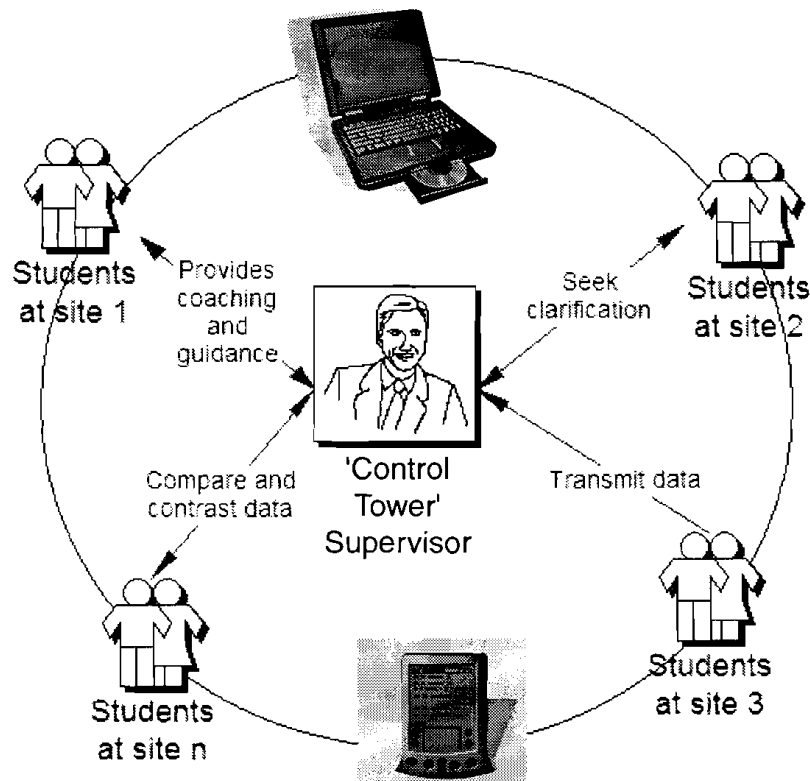 Students
at site 1
Provides
coaching
and
guidance
Seek
clarification
Students
at site 2
'Control
Tower'
Supervisor
Compare and
contrast data
Transmit data
Students
at site n
Students
at site 3